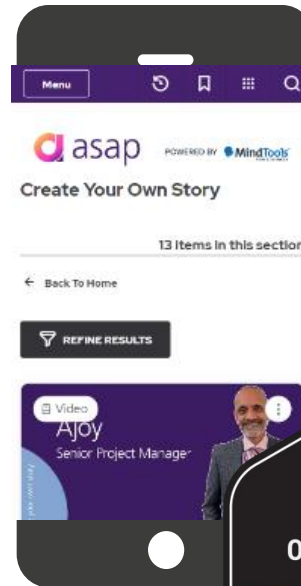 Menu
asap POWERED BY MindTools
Create Your Own Story
13 items in this section
← Back To Home
REFINE RESULTS
Video
Ajoy
Senior Project Manager
0